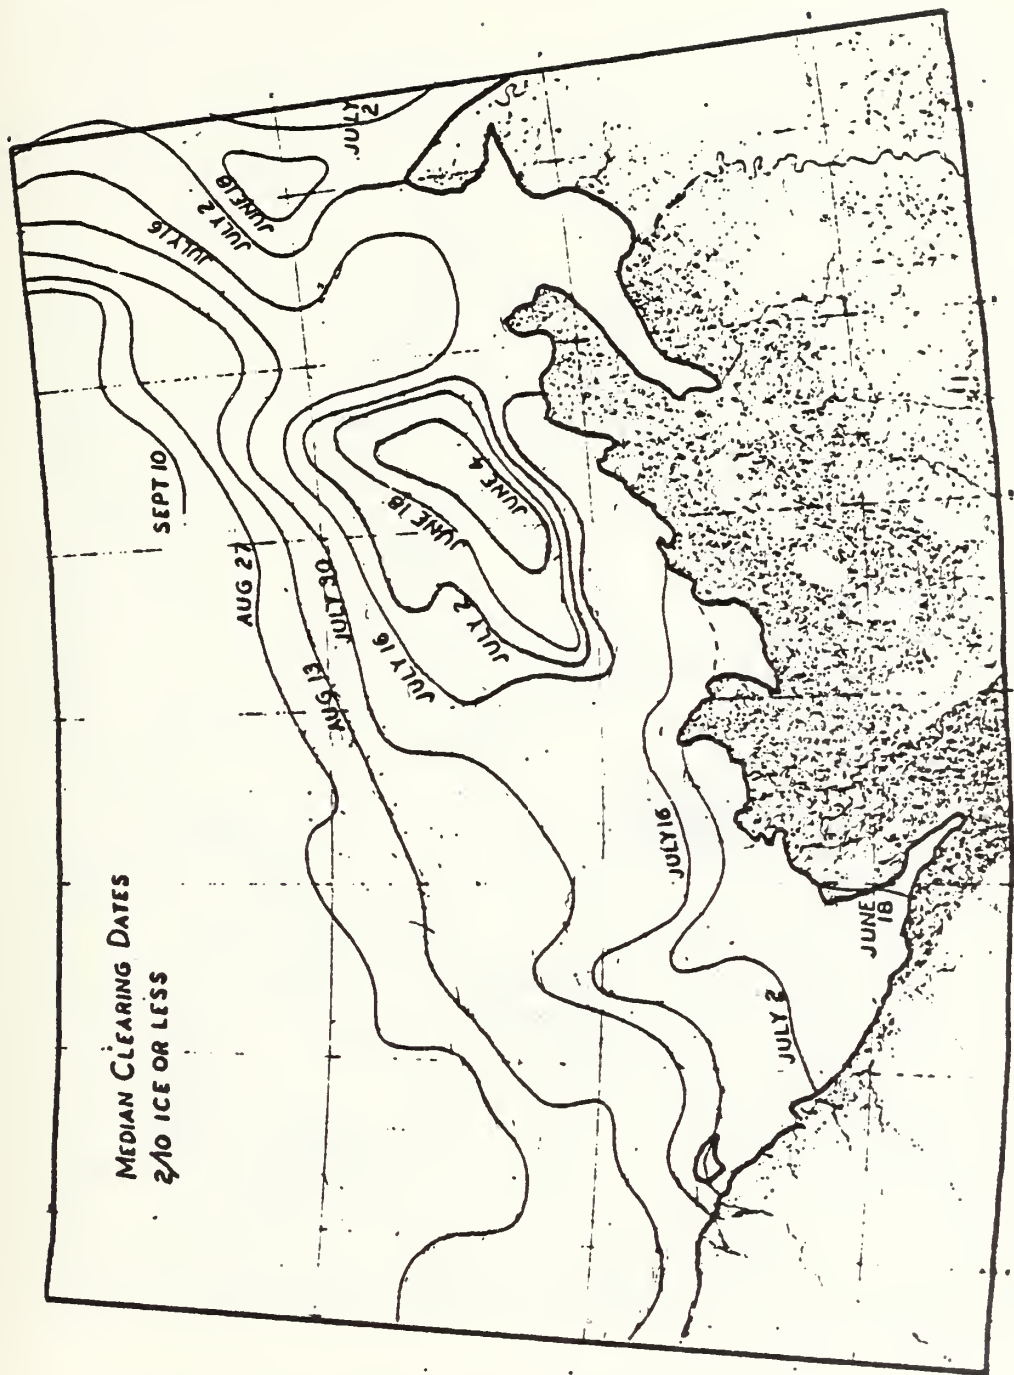 MEDIAN CLEARING DATES
2/10 ICE OR LESS
SEPT 10
AUG 27
AUG 13
JULY 30
JULY 16
JULY 2
JUNE 18
JUNE 4
JULY 16
JULY 2
JUNE 18
JULY
2
JULY 16
JULY 2
JUNE
18